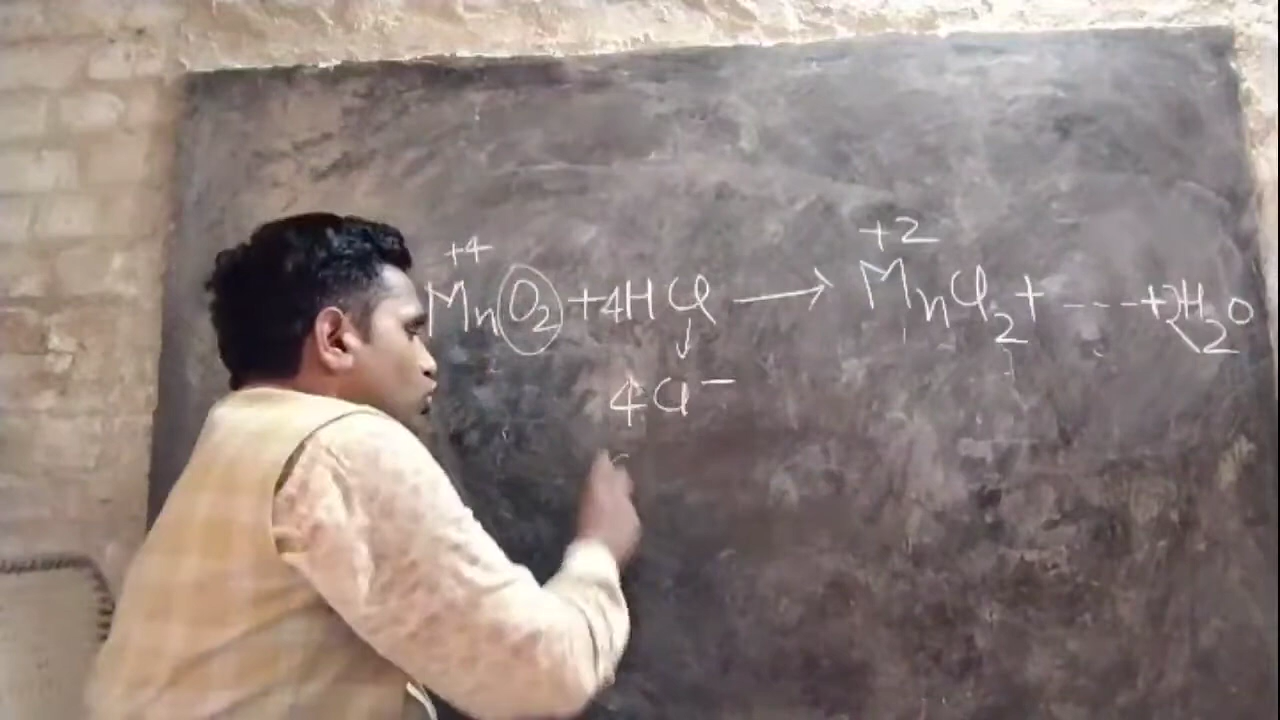 +4 +2
MnO2 + 4HCl → MnCl2 + ---- + 2H2O
↓
4Cl−